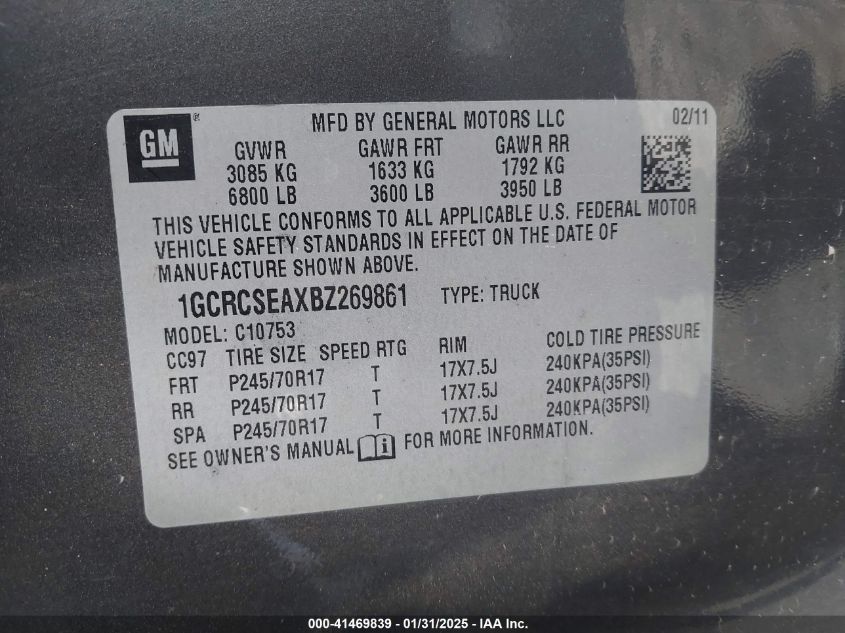 GM®
MFD BY GENERAL MOTORS LLC 02/11
GVWR GAWR FRT GAWR RR
3085 KG 1633 KG 1792 KG
6800 LB 3600 LB 3950 LB
THIS VEHICLE CONFORMS TO ALL APPLICABLE U.S. FEDERAL MOTOR
VEHICLE SAFETY STANDARDS IN EFFECT ON THE DATE OF
MANUFACTURE SHOWN ABOVE.
1GCRCSEAXBZ269861 TYPE: TRUCK
MODEL: C10753
CC97 TIRE SIZE SPEED RTG RIM COLD TIRE PRESSURE
FRT P245/70R17 T 17X7.5J 240KPA(35PSI)
RR P245/70R17 T 17X7.5J 240KPA(35PSI)
SPA P245/70R17 T 17X7.5J 240KPA(35PSI)
SEE OWNER'S MANUAL i FOR MORE INFORMATION.
000-41469839 - 01/31/2025 - IAA Inc.